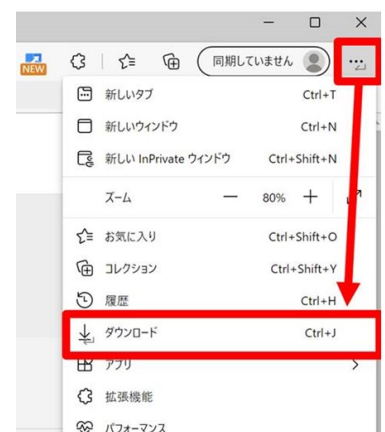 NEW
同期していません
新しいタブ Ctrl+T
新しいウィンドウ Ctrl+N
新しい InPrivate ウィンドウ Ctrl+Shift+N
ズーム 80%
お気に入り Ctrl+Shift+O
コレクション Ctrl+Shift+Y
履歴 Ctrl+H
ダウンロード Ctrl+J
アプリ
拡張機能
パフォーマンス